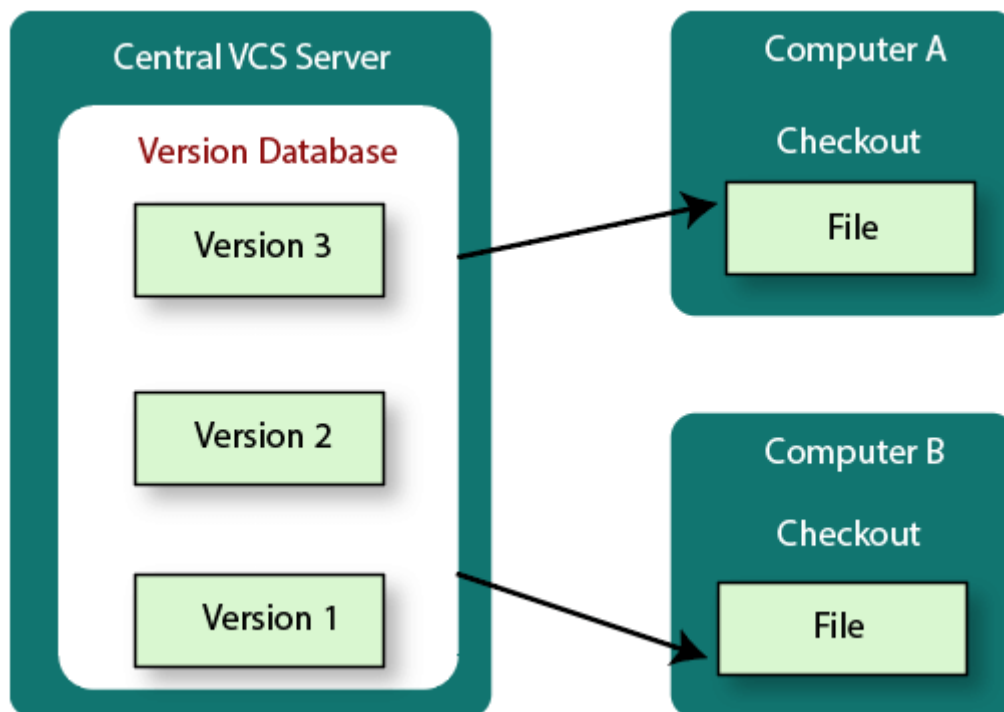 Central VCS Server
Version Database
Version 3
Version 2
Version 1
Computer A
Checkout
File
Computer B
Checkout
File